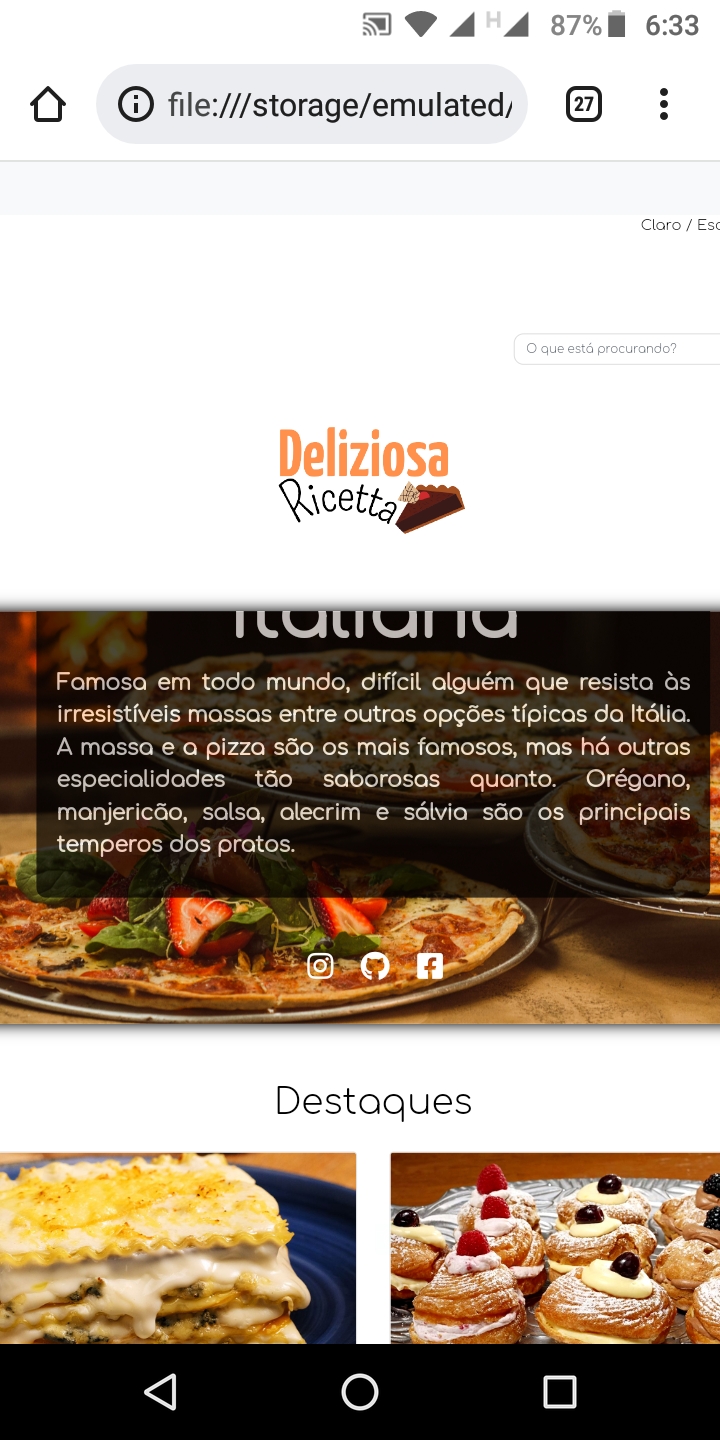 H 87% 6:33
file:///storage/emulated/
27
Claro / Esc
O que está procurando?
Deliziosa
Ricetta
Italiana
Famosa em todo mundo, difícil alguém que resista às
irresistíveis massas entre outras opções típicas da Itália.
A massa e a pizza são os mais famosos, mas há outras
especialidades tão saborosas quanto. Orégano,
manjericão, salsa, alecrim e sálvia são os principais
temperos dos pratos.
Destaques